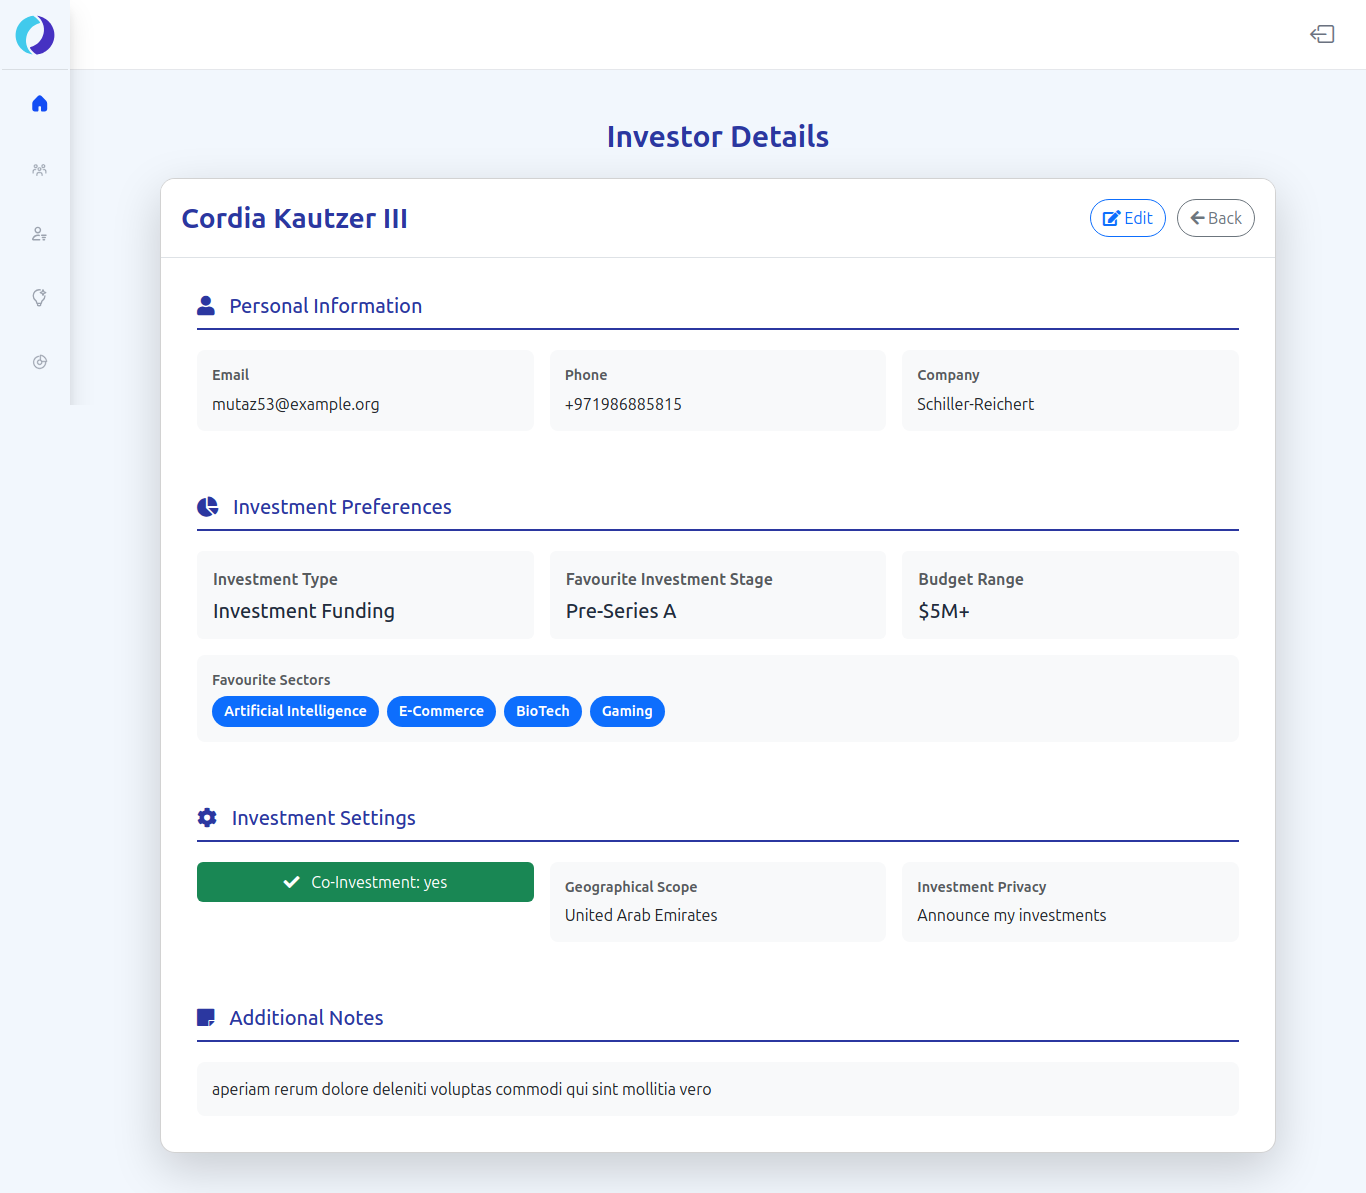 Investor Details
Cordia Kautzer III
Edit
Back
Personal Information
Email
Phone
Company
mutaz53@example.org
+971986885815
Schiller-Reichert
Investment Preferences
Investment Type
Favourite Investment Stage
Budget Range
Investment Funding
Pre-Series A
$5M+
Favourite Sectors
Artificial Intelligence
E-Commerce
BioTech
Gaming
Investment Settings
Co-Investment: yes
Geographical Scope
Investment Privacy
United Arab Emirates
Announce my investments
Additional Notes
aperiam rerum dolore deleniti voluptas commodi qui sint mollitia vero